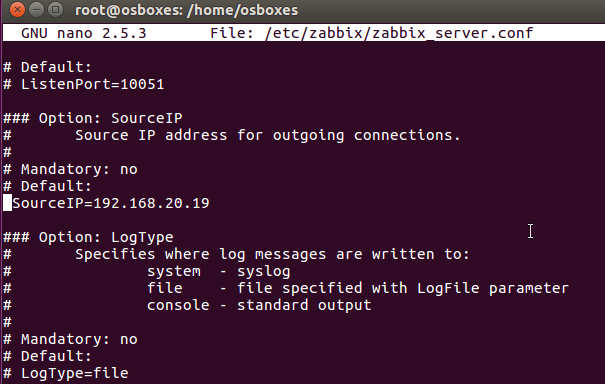 root@osboxes: /home/osboxes
GNU nano 2.5.3 File: /etc/zabbix/zabbix_server.conf
# Default:
# ListenPort=10051
### Option: SourceIP
# Source IP address for outgoing connections.
#
# Mandatory: no
# Default:
SourceIP=192.168.20.19
### Option: LogType
# Specifies where log messages are written to:
# system - syslog
# file - file specified with LogFile parameter
# console - standard output
#
# Mandatory: no
# Default:
# LogType=file